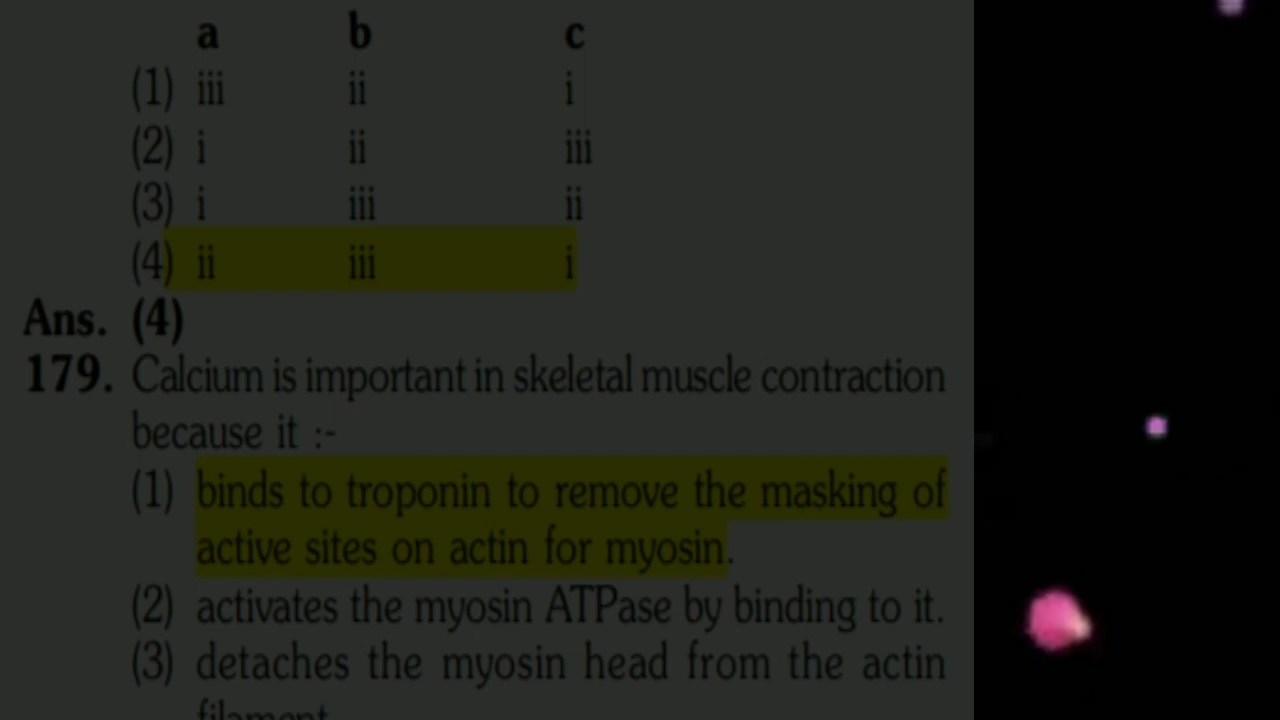 a b c
(1) iii ii i
(2) i ii iii
(3) i iii ii
(4) ii iii i
Ans. (4)
179. Calcium is important in skeletal muscle contraction
because it :-
(1) binds to troponin to remove the masking of
active sites on actin for myosin.
(2) activates the myosin ATPase by binding to it.
(3) detaches the myosin head from the actin
filament.